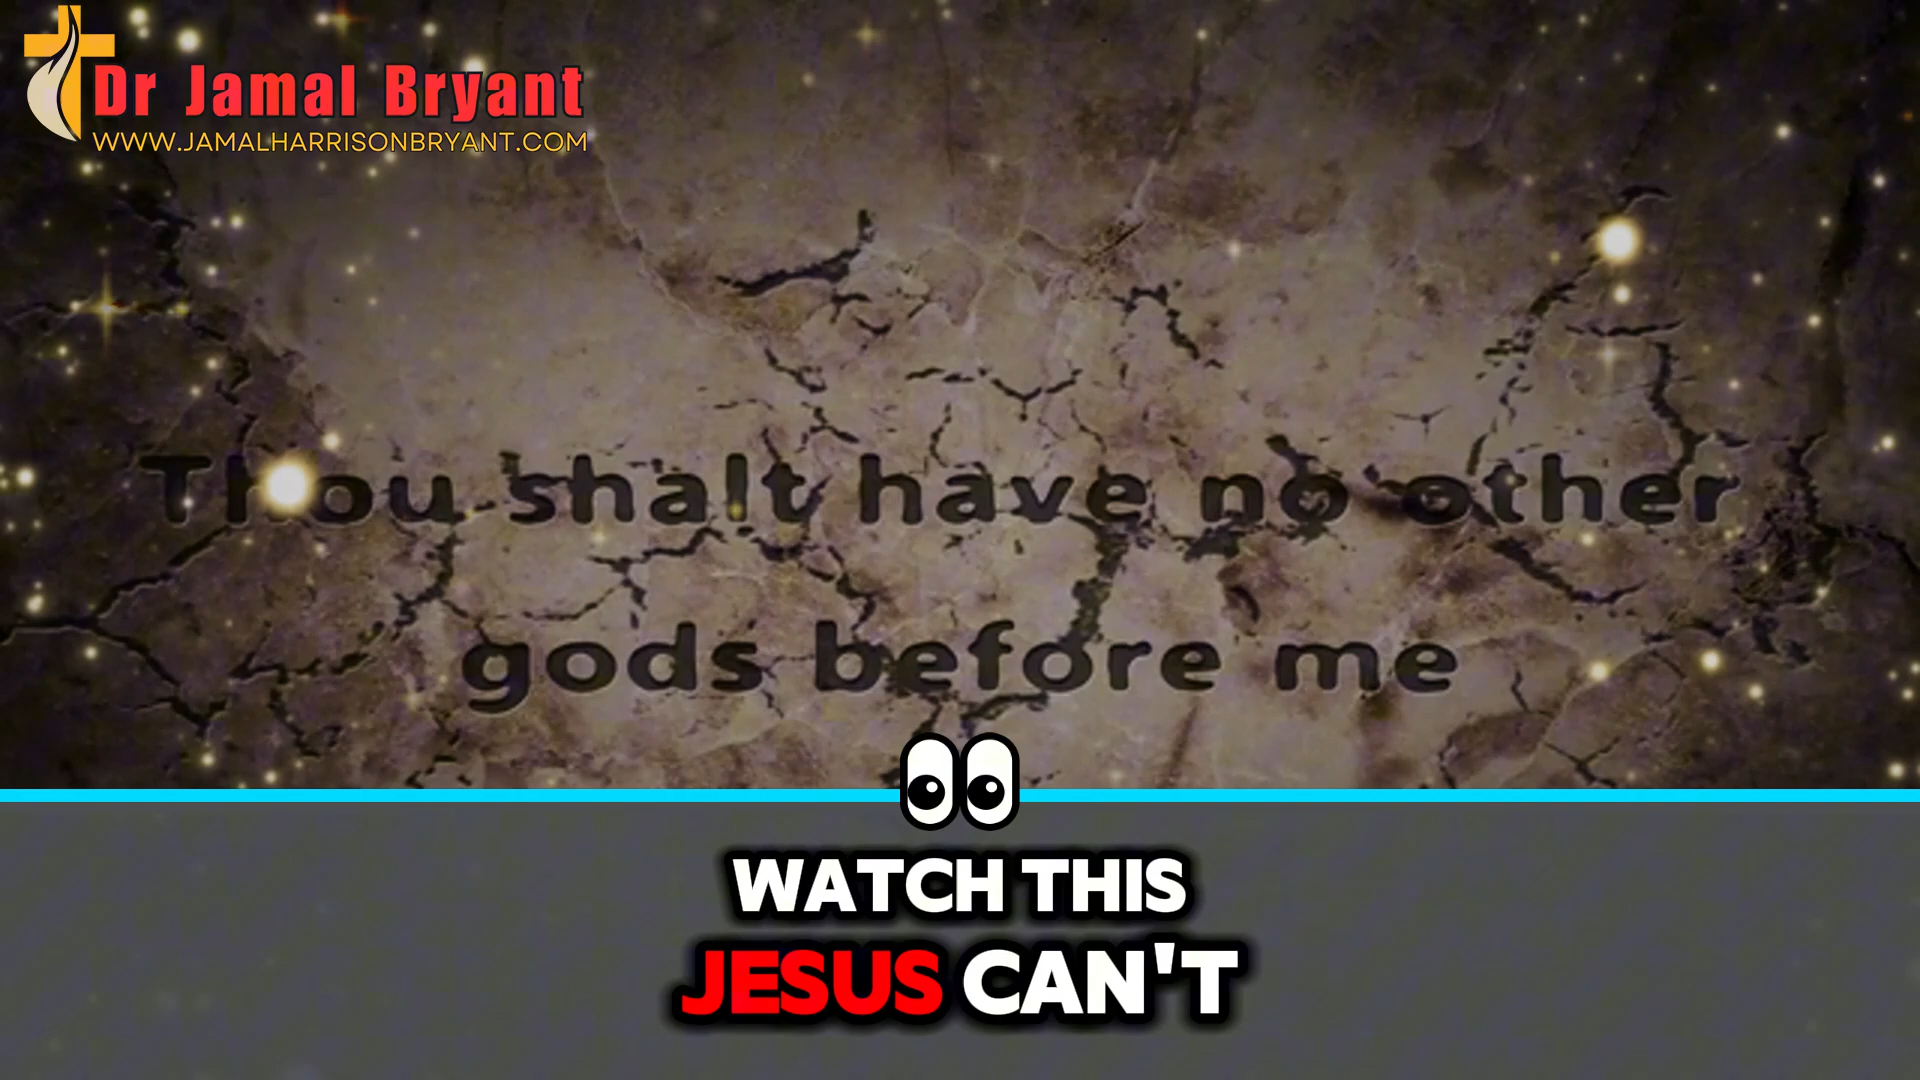 Dr Jamal Bryant
WWW.JAMALHARRISONBRYANT.COM
Thou shalt have no other
gods before me
WATCH THIS
JESUS CAN'T